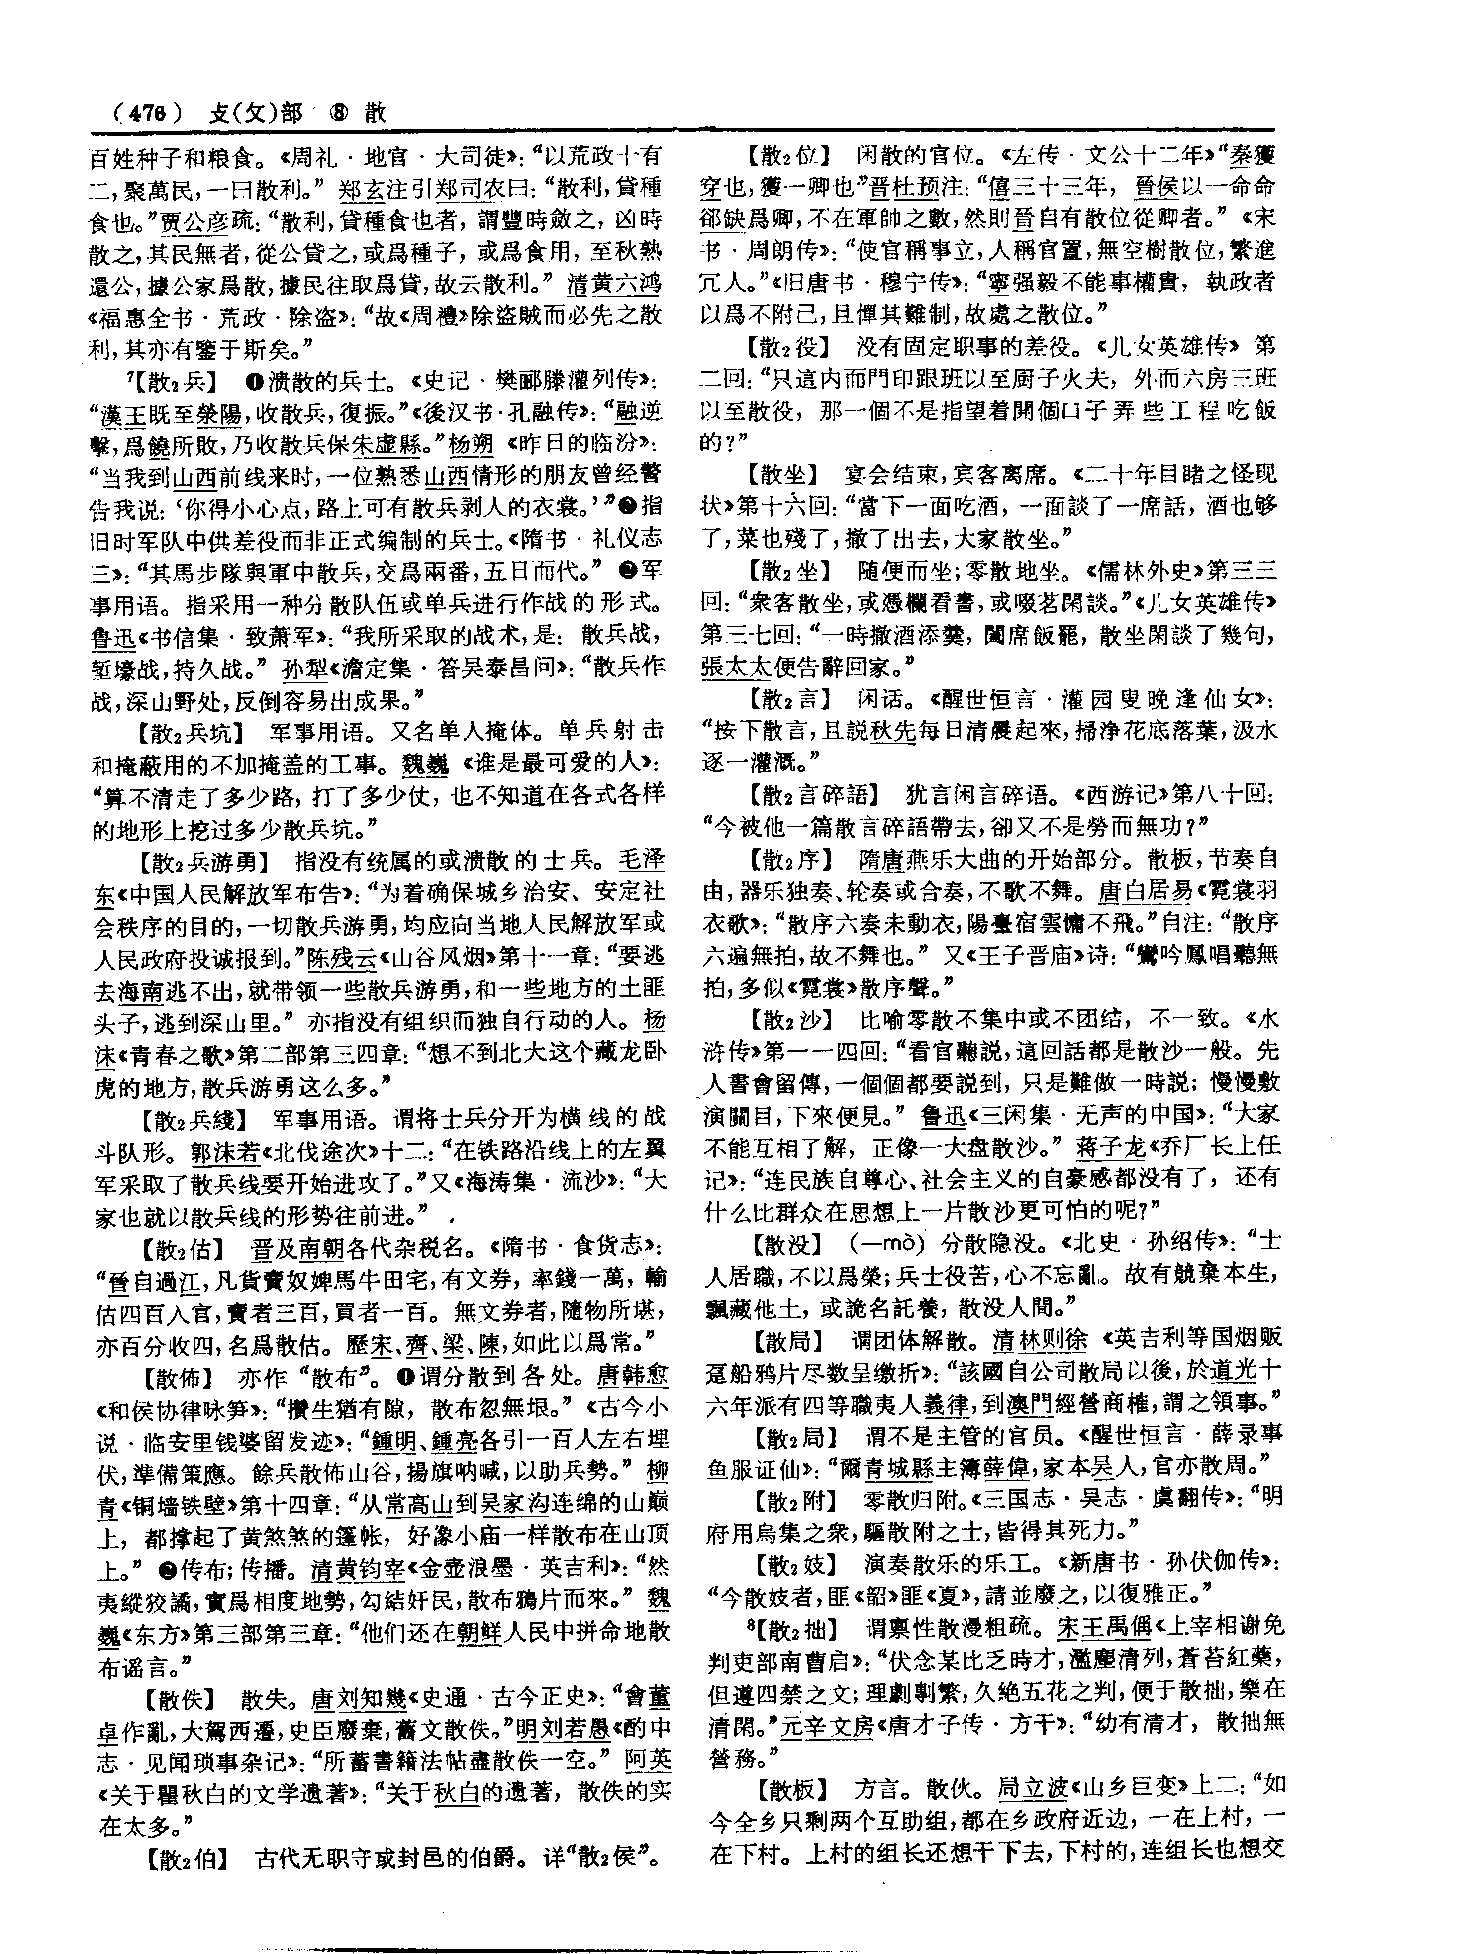 (476) 攴(攵)部 ⑧ 散
百姓种子和粮食。《周礼·地官·大司徒》：“以荒政十有
二，聚萬民，一曰散利。” 郑玄注引郑司农曰：“散利，貸種
食也。”贾公彦疏：“散利，貸種食也者，謂豐時斂之，凶時
散之，其民無者，從公貸之，或爲種子，或爲食用，至秋熟
還公，據公家爲散，據民往取爲貸，故云散利。” 清黄六鸿
《福惠全书·荒政·除盗》：“故《周禮》除盜賊而必先之散
利，其亦有鑒于斯矣。”
7【散₂兵】 ❶溃散的兵士。《史记·樊郦滕灌列传》：
“漢王既至滎陽，收散兵，復振。”《後汉书·孔融传》：“融逆
擊，爲饒所敗，乃收散兵保朱虚縣。”杨朔《昨日的临汾》：
“当我到山西前线来时，一位熟悉山西情形的朋友曾经警
告我说：‘你得小心点，路上可有散兵剥人的衣裳。’”❷指
旧时军队中供差役而非正式编制的兵士。《隋书·礼仪志
三》：“其馬步隊與軍中散兵，交爲兩番，五日而代。” ❸军
事用语。指采用一种分散队伍或单兵进行作战的形式。
鲁迅《书信集·致萧军》：“我所采取的战术，是：散兵战，
堑壕战，持久战。” 孙犁《澹定集·答吴泰昌问》：“散兵作
战，深山野处，反倒容易出成果。”
【散₂兵坑】 军事用语。又名单人掩体。单兵射击
和掩蔽用的不加掩盖的工事。魏巍《谁是最可爱的人》：
“算不清走了多少路，打了多少仗，也不知道在各式各样
的地形上挖过多少散兵坑。”
【散₂兵游勇】 指没有统属的或溃散的士兵。毛泽
东《中国人民解放军布告》：“为着确保城乡治安、安定社
会秩序的目的，一切散兵游勇，均应向当地人民解放军或
人民政府投诚报到。”陈残云《山谷风烟》第十一章：“要逃
去海南逃不出，就带领一些散兵游勇，和一些地方的土匪
头子，逃到深山里。” 亦指没有组织而独自行动的人。杨
沫《青春之歌》第二部第三四章：“想不到北大这个藏龙卧
虎的地方，散兵游勇这么多。”
【散₂兵綫】 军事用语。谓将士兵分开为横线的战
斗队形。郭沫若《北伐途次》十二：“在铁路沿线上的左翼
军采取了散兵线要开始进攻了。”又《海涛集·流沙》：“大
家也就以散兵线的形势往前进。”
【散₂估】 晋及南朝各代杂税名。《隋书·食货志》：
“晉自過江，凡貨賣奴婢馬牛田宅，有文券，率錢一萬，輸
估四百入官，賣者三百，買者一百。無文券者，隨物所堪，
亦百分收四，名爲散估。歷宋、齊、梁、陳，如此以爲常。”
【散佈】 亦作“散布”。❶谓分散到各处。唐韩愈
《和侯协律咏笋》：“攢生猶有隙，散布忽無垠。”《古今小
说·临安里钱婆留发迹》：“鍾明、鍾亮各引一百人左右埋
伏，準備策應。餘兵散佈山谷，揚旗呐喊，以助兵勢。” 柳
青《铜墙铁壁》第十四章：“从常高山到吴家沟连绵的山巅
上，都撑起了黄煞煞的篷帐，好象小庙一样散布在山顶
上。” ❷传布；传播。清黄钧宰《金壶浪墨·英吉利》：“然
夷縱狡譎，實爲相度地勢，勾結奸民，散布鴉片而來。” 魏
巍《东方》第三部第三章：“他们还在朝鲜人民中拼命地散
布谣言。”
【散佚】 散失。唐刘知幾《史通·古今正史》：“會董
卓作亂，大駕西遷，史臣廢棄，舊文散佚。”明刘若愚《酌中
志·见闻琐事杂记》：“所蓄書籍法帖盡散佚一空。” 阿英
《关于瞿秋白的文学遗著》：“关于秋白的遗著，散佚的实
在太多。”
【散₂伯】 古代无职守或封邑的伯爵。详“散₂侯”。
【散₂位】 闲散的官位。《左传·文公十二年》“秦獲
穿也，獲一卿也”晋杜预注：“僖三十三年，晉侯以一命命
郤缺爲卿，不在軍帥之數，然則晉自有散位從卿者。”《宋
书·周朗传》：“使官稱事立，人稱官置，無空樹散位，繁進
冗人。”《旧唐书·穆宁传》：“寧强毅不能事權貴，執政者
以爲不附己，且憚其難制，故處之散位。”
【散₂役】 没有固定职事的差役。《儿女英雄传》第
二回：“只這内而門印跟班以至厨子火夫，外而六房三班
以至散役，那一個不是指望着開個口子弄些工程吃飯
的？”
【散坐】 宴会结束，宾客离席。《二十年目睹之怪现
状》第十六回：“當下一面吃酒，一面談了一席話，酒也够
了，菜也殘了，撤了出去，大家散坐。”
【散₂坐】 随便而坐；零散地坐。《儒林外史》第三三
回：“衆客散坐，或憑欄看書，或啜茗閑談。”《儿女英雄传》
第三七回：“一時撤酒添羹，闔席飯罷，散坐閑談了幾句，
張太太便告辭回家。”
【散₂言】 闲话。《醒世恒言·灌园叟晚逢仙女》：
“按下散言，且説秋先每日清晨起來，掃净花底落葉，汲水
逐一灌溉。”
【散₂言碎語】 犹言闲言碎语。《西游记》第八十回：
“今被他一篇散言碎語帶去，卻又不是勞而無功？”
【散₂序】 隋唐燕乐大曲的开始部分。散板，节奏自
由，器乐独奏、轮奏或合奏，不歌不舞。唐白居易《霓裳羽
衣歌》：“散序六奏未動衣，陽臺宿雲慵不飛。”自注：“散序
六遍無拍，故不舞也。” 又《王子晋庙》诗：“鸞吟鳳唱聽無
拍，多似《霓裳》散序聲。”
【散₂沙】 比喻零散不集中或不团结，不一致。《水
浒传》第一一四回：“看官聽説，這回話都是散沙一般。先
人書會留傳，一個個都要説到，只是難做一時説；慢慢敷
演關目，下來便見。” 鲁迅《三闲集·无声的中国》：“大家
不能互相了解，正像一大盘散沙。” 蒋子龙《乔厂长上任
记》：“连民族自尊心、社会主义的自豪感都没有了，还有
什么比群众在思想上一片散沙更可怕的呢？”
【散没】 (—mò) 分散隐没。《北史·孙绍传》：“士
人居職，不以爲榮；兵士役苦，心不忘亂。故有競棄本生，
飄藏他土，或詭名託養，散没人間。”
【散局】 谓团体解散。清林则徐《英吉利等国烟贩
趸船鸦片尽数呈缴折》：“該國自公司散局以後，於道光十
六年派有四等職夷人義律，到澳門經營商榷，謂之領事。”
【散₂局】 谓不是主管的官员。《醒世恒言·薛录事
鱼服证仙》：“爾青城縣主簿薛偉，家本吴人，官亦散周。”
【散₂附】 零散归附。《三国志·吴志·虞翻传》：“明
府用烏集之衆，驅散附之士，皆得其死力。”
【散₂妓】 演奏散乐的乐工。《新唐书·孙伏伽传》：
“今散妓者，匪《韶》匪《夏》，請並廢之，以復雅正。”
8【散₂拙】 谓禀性散漫粗疏。宋王禹偁《上宰相谢免
判吏部南曹启》：“伏念某比乏時才，濫塵清列，蒼苔紅藥，
但遵四禁之文；理劇剸繁，久绝五花之判，便于散拙，樂在
清閑。”元辛文房《唐才子传·方干》：“幼有清才，散拙無
營務。”
【散板】 方言。散伙。周立波《山乡巨变》上二：“如
今全乡只剩两个互助组，都在乡政府近边，一在上村，一
在下村。上村的组长还想干下去，下村的，连组长也想交